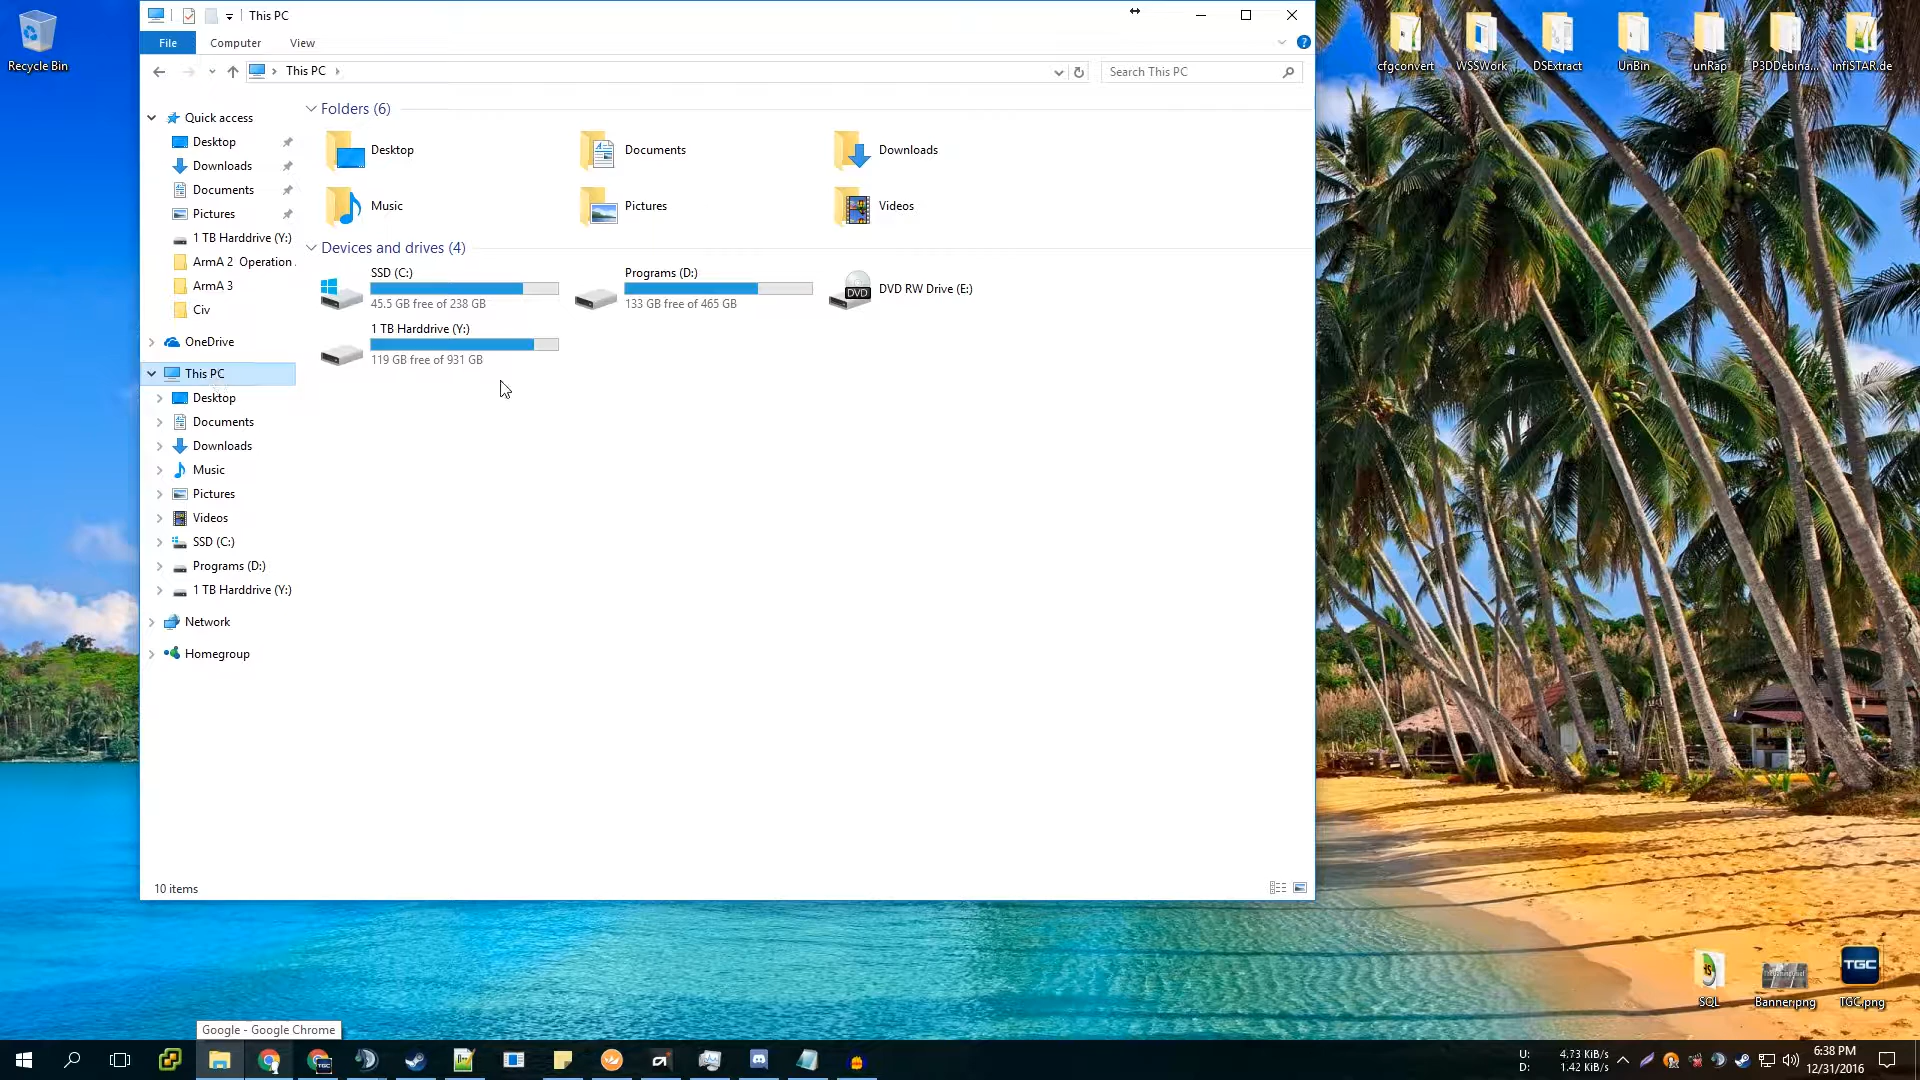 This PC
File
Computer
View
This PC
Search This PC
Recycle Bin
cfgconvert
WSSWork
DSExtract
UnBin
unRap
P3DDebina...
infiSTAR.de
Quick access
Desktop
Downloads
Documents
Pictures
1 TB Harddrive (Y:)
ArmA 2 Operation
ArmA 3
Civ
OneDrive
This PC
Desktop
Documents
Downloads
Music
Pictures
Videos
SSD (C:)
Programs (D:)
1 TB Harddrive (Y:)
Network
Homegroup
Folders (6)
Desktop
Documents
Downloads
Music
Pictures
Videos
Devices and drives (4)
SSD (C:)
45.5 GB free of 238 GB
Programs (D:)
133 GB free of 465 GB
DVD
DVD RW Drive (E:)
1 TB Harddrive (Y:)
119 GB free of 931 GB
10 items
SQL
Banner.png
TGC
TGC.png
Google - Google Chrome
U: 4.73 KiB/s
D: 1.42 KiB/s
6:38 PM
12/31/2016